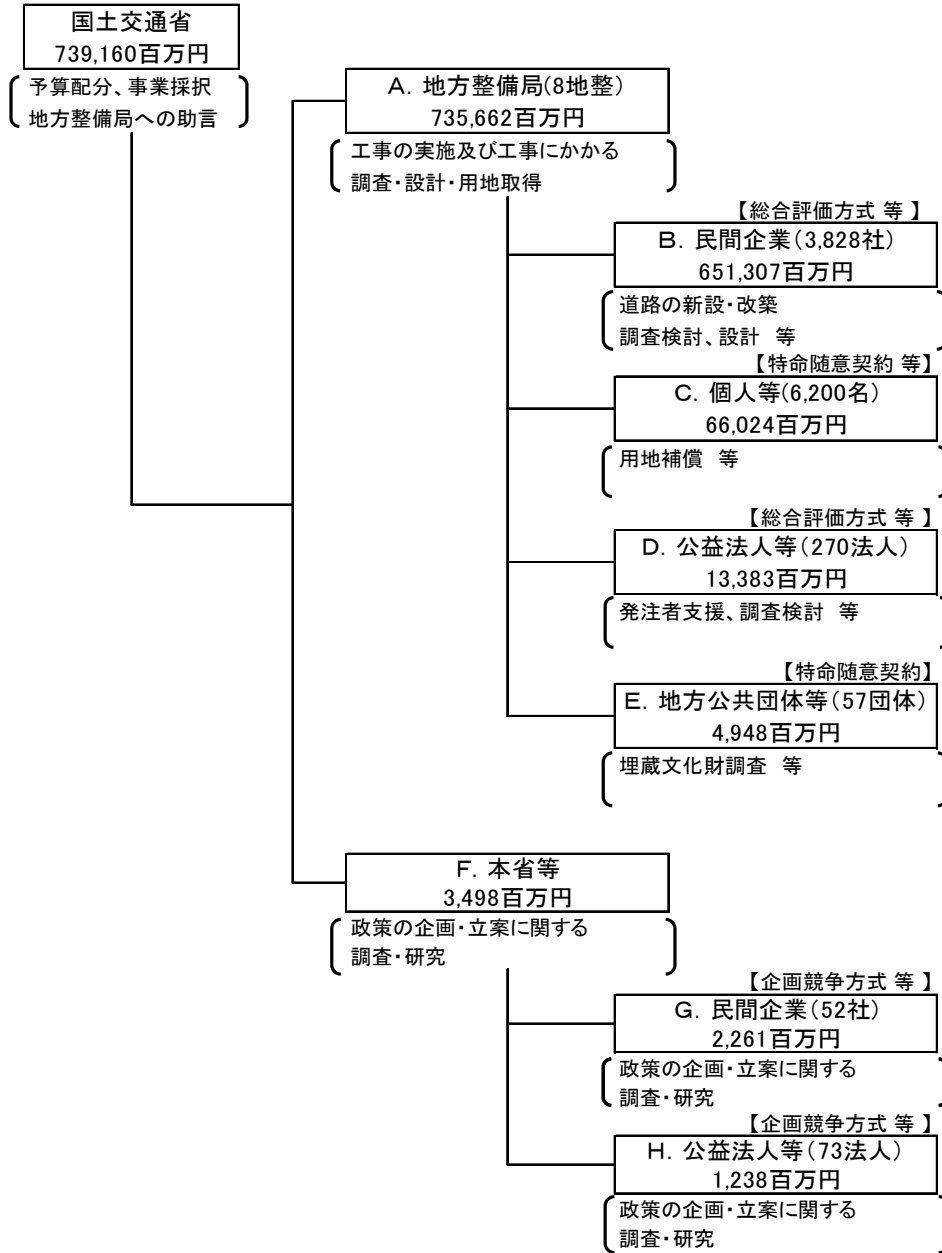 国土交通省
739,160百万円
予算配分、事業採択
地方整備局への助言
A. 地方整備局(8地整)
735,662百万円
工事の実施及び工事にかかる
調査・設計・用地取得
【総合評価方式 等 】
B. 民間企業(3,828社)
651,307百万円
道路の新設・改築
調査検討、設計 等
【特命随意契約 等】
C. 個人等(6,200名)
66,024百万円
用地補償 等
【総合評価方式 等 】
D. 公益法人等(270法人)
13,383百万円
発注者支援、調査検討 等
【特命随意契約】
E. 地方公共団体等(57団体)
4,948百万円
埋蔵文化財調査 等
F. 本省等
3,498百万円
政策の企画・立案に関する
調査・研究
【企画競争方式 等 】
G. 民間企業(52社)
2,261百万円
政策の企画・立案に関する
調査・研究
【企画競争方式 等 】
H. 公益法人等(73法人)
1,238百万円
政策の企画・立案に関する
調査・研究